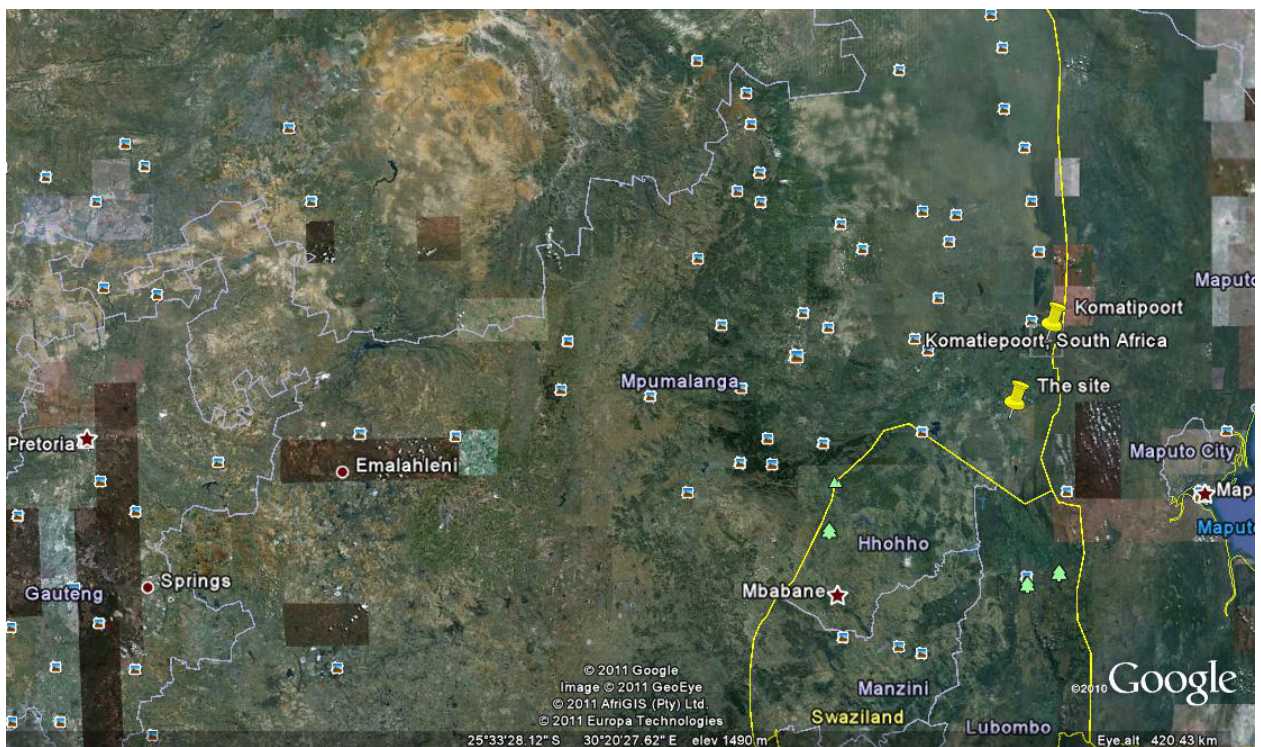 Maputo
Komatipoort
Komatiepoort, South Africa
Mpumalanga
The site
Pretoria
Emalahleni
Maputo City
Map
Maputo
Hhohho
Springs
Gauteng
Mbabane
© 2011 Google
Image © 2011 GeoEye
© 2011 AfriGIS (Pty) Ltd.
© 2011 Europa Technologies
Manzini
©2010 Google
Swaziland
Lubombo
25°33'28.12" S 30°20'27.62" E elev 1490 m
Eye alt 420.43 km